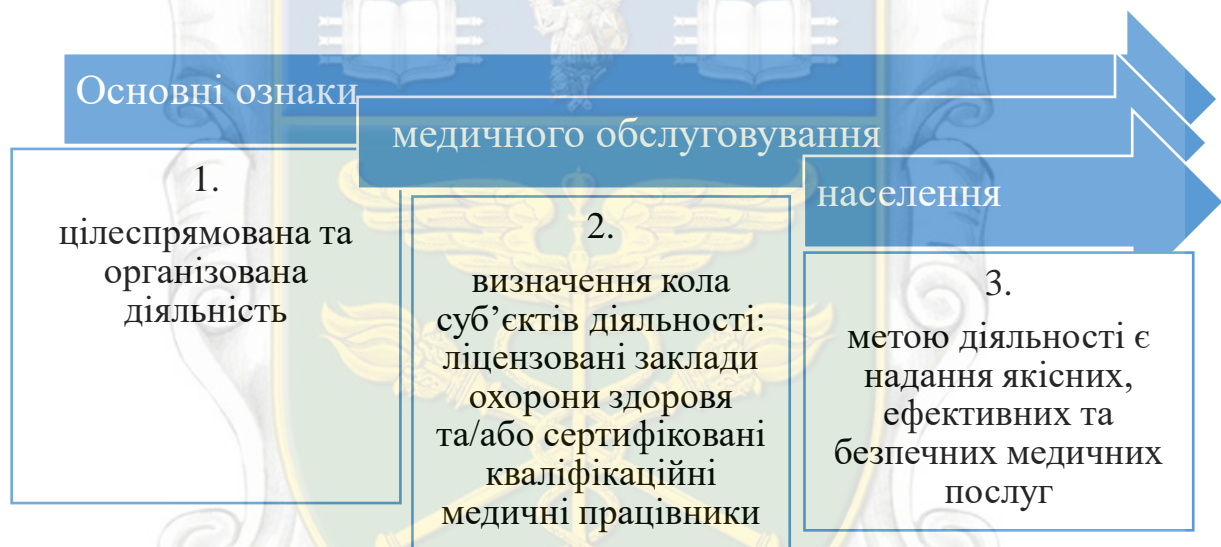 Основні ознаки
медичного обслуговування
населення
1.
цілеспрямована та
організована
діяльність
2.
визначення кола
суб’єктів діяльності:
ліцензовані заклади
охорони здоровя
та/або сертифіковані
кваліфікаційні
медичні працівники
3.
метою діяльності є
надання якісних,
ефективних та
безпечних медичних
послуг